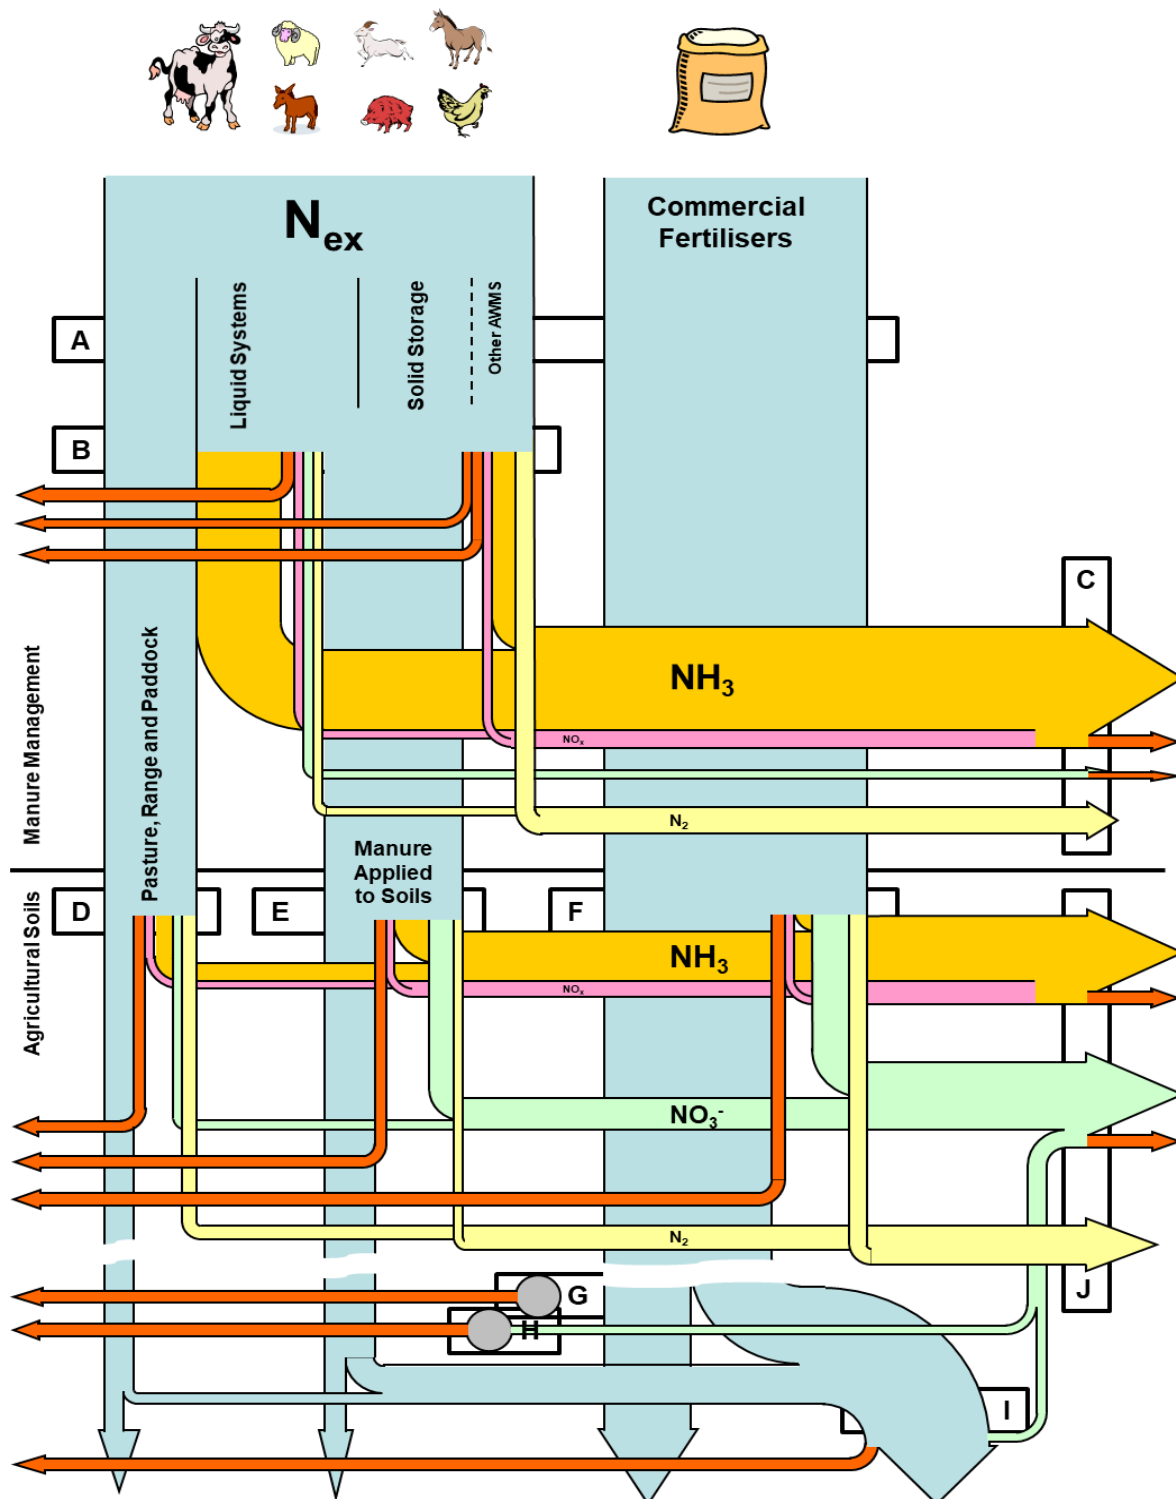 N_ex
Commercial
Fertilisers
Liquid Systems
Solid Storage
Other AWMS
A
B
C
Manure Management
Pasture, Range and Paddock
NH₃
NOₓ
N₂
Manure
Applied
to Soils
Agricultural Soils
D
E
F
NH₃
NOₓ
NO₃⁻
N₂
G
J
H
I